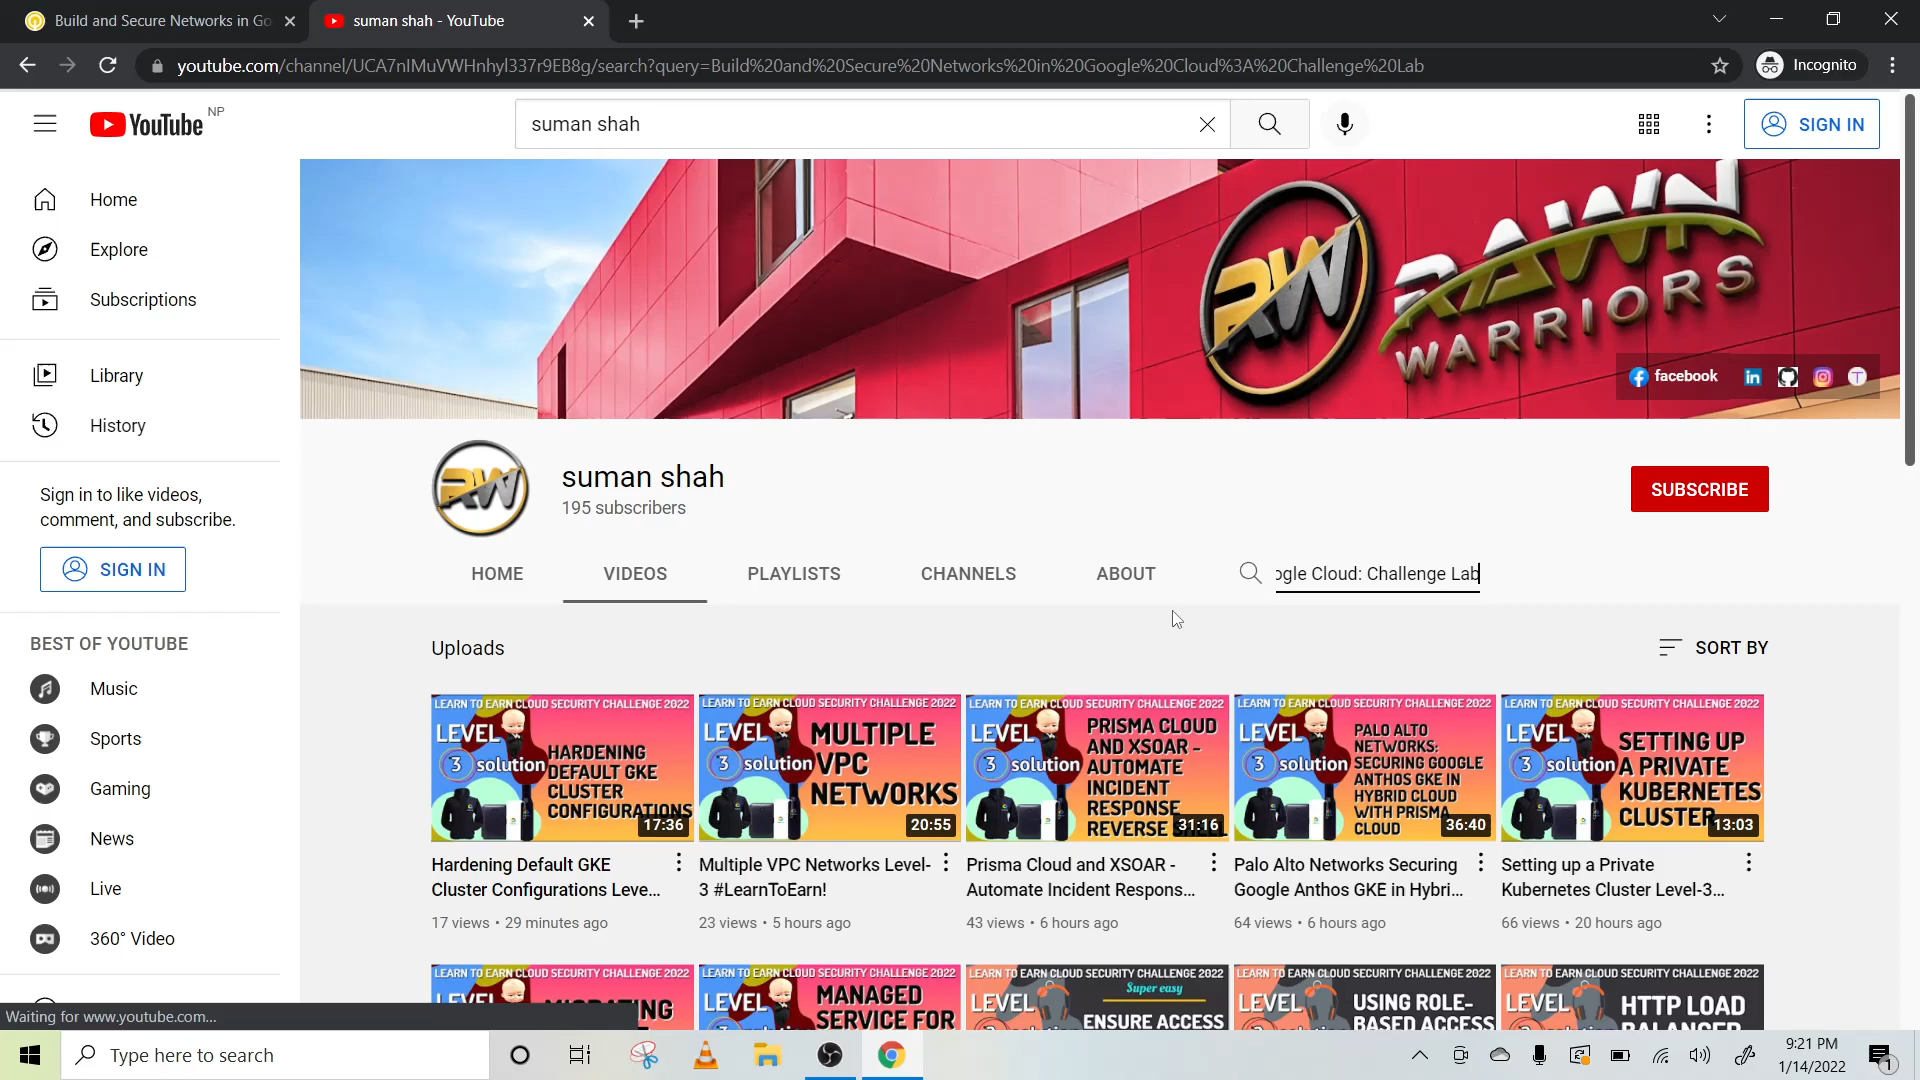 Build and Secure Networks in Go
suman shah - YouTube
youtube.com/channel/UCA7nIMuVWHnhyl337r9EB8g/search?query=Build%20and%20Secure%20Networks%20in%20Google%20Cloud%3A%20Challenge%20Lab
Incognito
YouTube NP
suman shah
SIGN IN
Home
Explore
Subscriptions
Library
History
Sign in to like videos,
comment, and subscribe.
SIGN IN
BEST OF YOUTUBE
Music
Sports
Gaming
News
Live
360° Video
RW RAWN
WARRIORS
facebook
RW
suman shah
195 subscribers
SUBSCRIBE
HOME VIDEOS PLAYLISTS CHANNELS ABOUT ogle Cloud: Challenge Lab
Uploads
SORT BY
LEARN TO EARN CLOUD SECURITY CHALLENGE 2022
LEVEL
3 solution
HARDENING
DEFAULT GKE
CLUSTER
CONFIGURATIONS
17:36
Hardening Default GKE
Cluster Configurations Leve...
17 views • 29 minutes ago
LEARN TO EARN CLOUD SECURITY CHALLENGE 2022
LEVEL
3 solution
MULTIPLE
VPC
NETWORKS
20:55
Multiple VPC Networks Level-
3 #LearnToEarn!
23 views • 5 hours ago
LEARN TO EARN CLOUD SECURITY CHALLENGE 2022
LEVEL
3 solution
PRISMA CLOUD
AND XSOAR -
AUTOMATE
INCIDENT
RESPONSE
REVERSE
31:16
Prisma Cloud and XSOAR -
Automate Incident Respons...
43 views • 6 hours ago
LEARN TO EARN CLOUD SECURITY CHALLENGE 2022
LEVEL
3 solution
PALO ALTO
NETWORKS:
SECURING GOOGLE
ANTHOS GKE IN
HYBRID CLOUD
WITH PRISMA
CLOUD
36:40
Palo Alto Networks Securing
Google Anthos GKE in Hybri...
64 views • 6 hours ago
LEARN TO EARN CLOUD SECURITY CHALLENGE 2022
LEVEL
3 solution
SETTING UP
A PRIVATE
KUBERNETES
CLUSTER
13:03
Setting up a Private
Kubernetes Cluster Level-3...
66 views • 20 hours ago
LEARN TO EARN CLOUD SECURITY CHALLENGE 2022
LEVEL
LEARN TO EARN CLOUD SECURITY CHALLENGE 2022
LEVEL
3 solution
MANAGED
SERVICE FOR
LEARN TO EARN CLOUD SECURITY CHALLENGE 2022
Super easy
LEVEL
ENSURE ACCESS
LEARN TO EARN CLOUD SECURITY CHALLENGE 2022
LEVEL
USING ROLE-
BASED ACCESS
LEARN TO EARN CLOUD SECURITY CHALLENGE 2022
LEVEL
HTTP LOAD
BALANCER
Waiting for www.youtube.com...
Type here to search
9:21 PM
1/14/2022
1